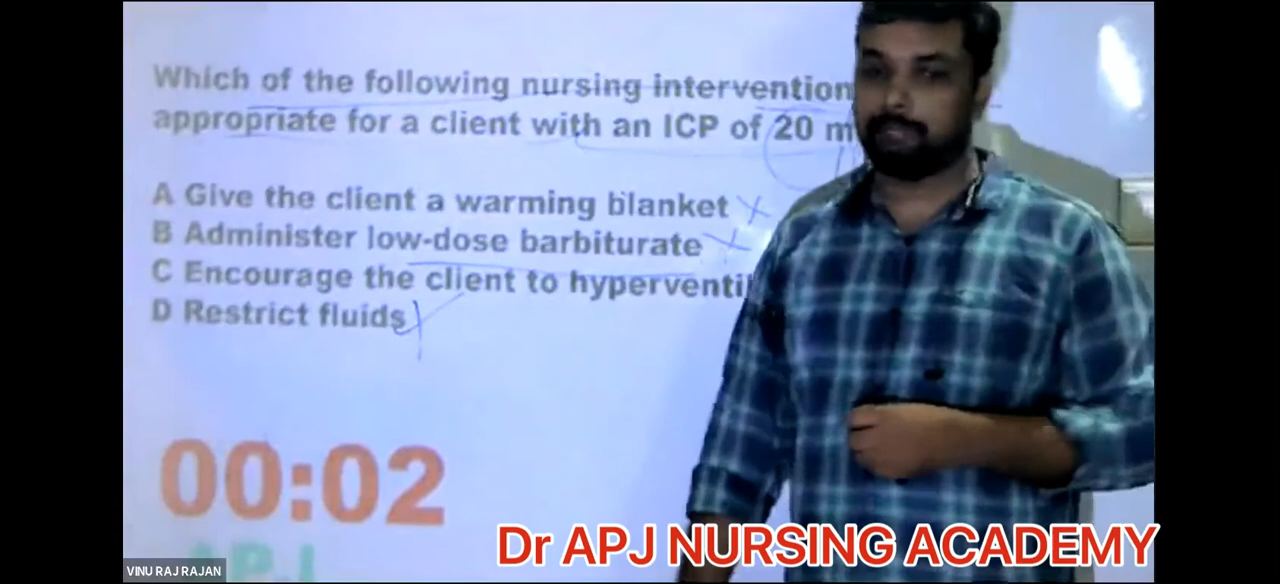 Which of the following nursing intervention
appropriate for a client with an ICP of 20 m
A Give the client a warming blanket
B Administer low-dose barbiturate
C Encourage the client to hyperventil
D Restrict fluids
00:02
APJ
Dr APJ NURSING ACADEMY
VINU RAJ RAJAN